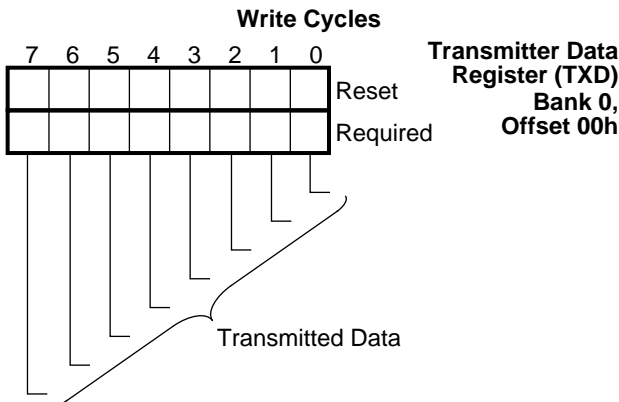 Write Cycles
7 6 5 4 3 2 1 0
Transmitter Data
Register (TXD)
Bank 0,
Offset 00h
Reset
Required
Transmitted Data